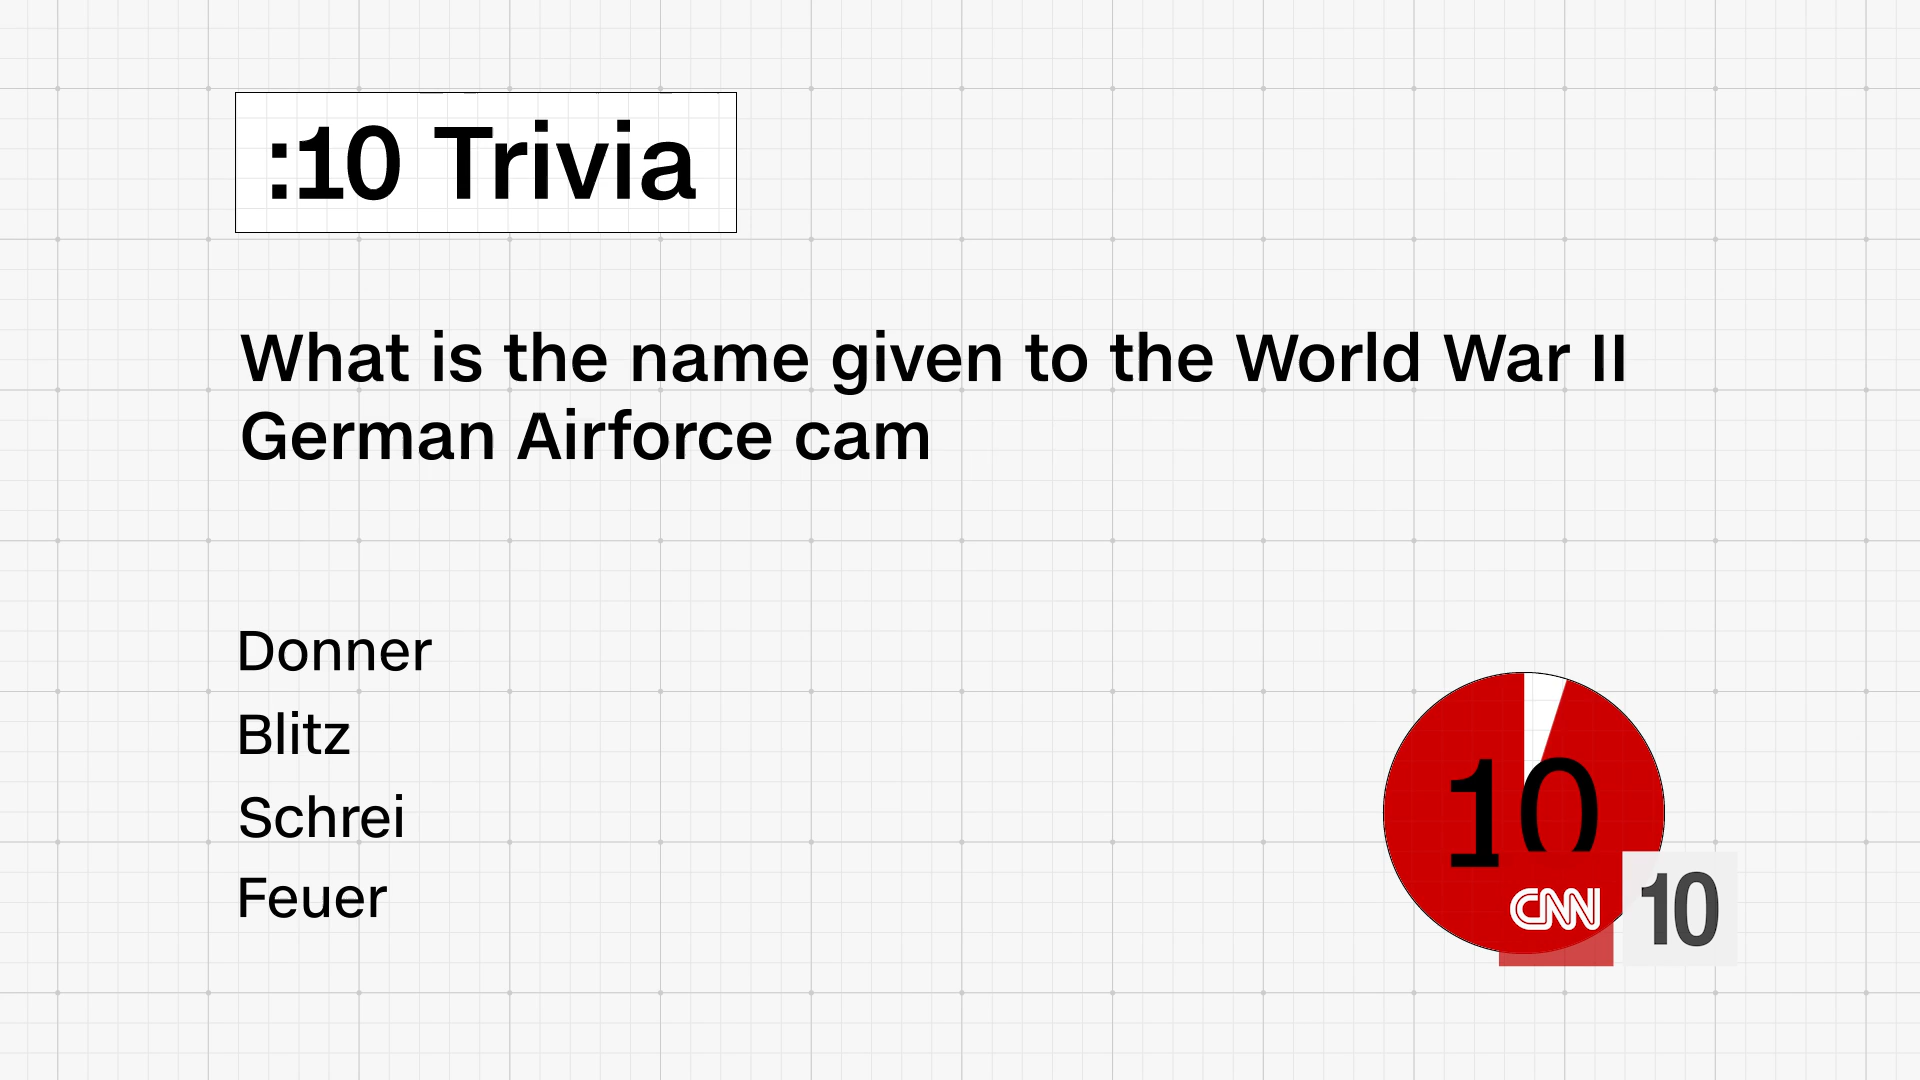 :10 Trivia
What is the name given to the World War II
German Airforce cam
Donner
Blitz
Schrei
Feuer
10
CNN 10